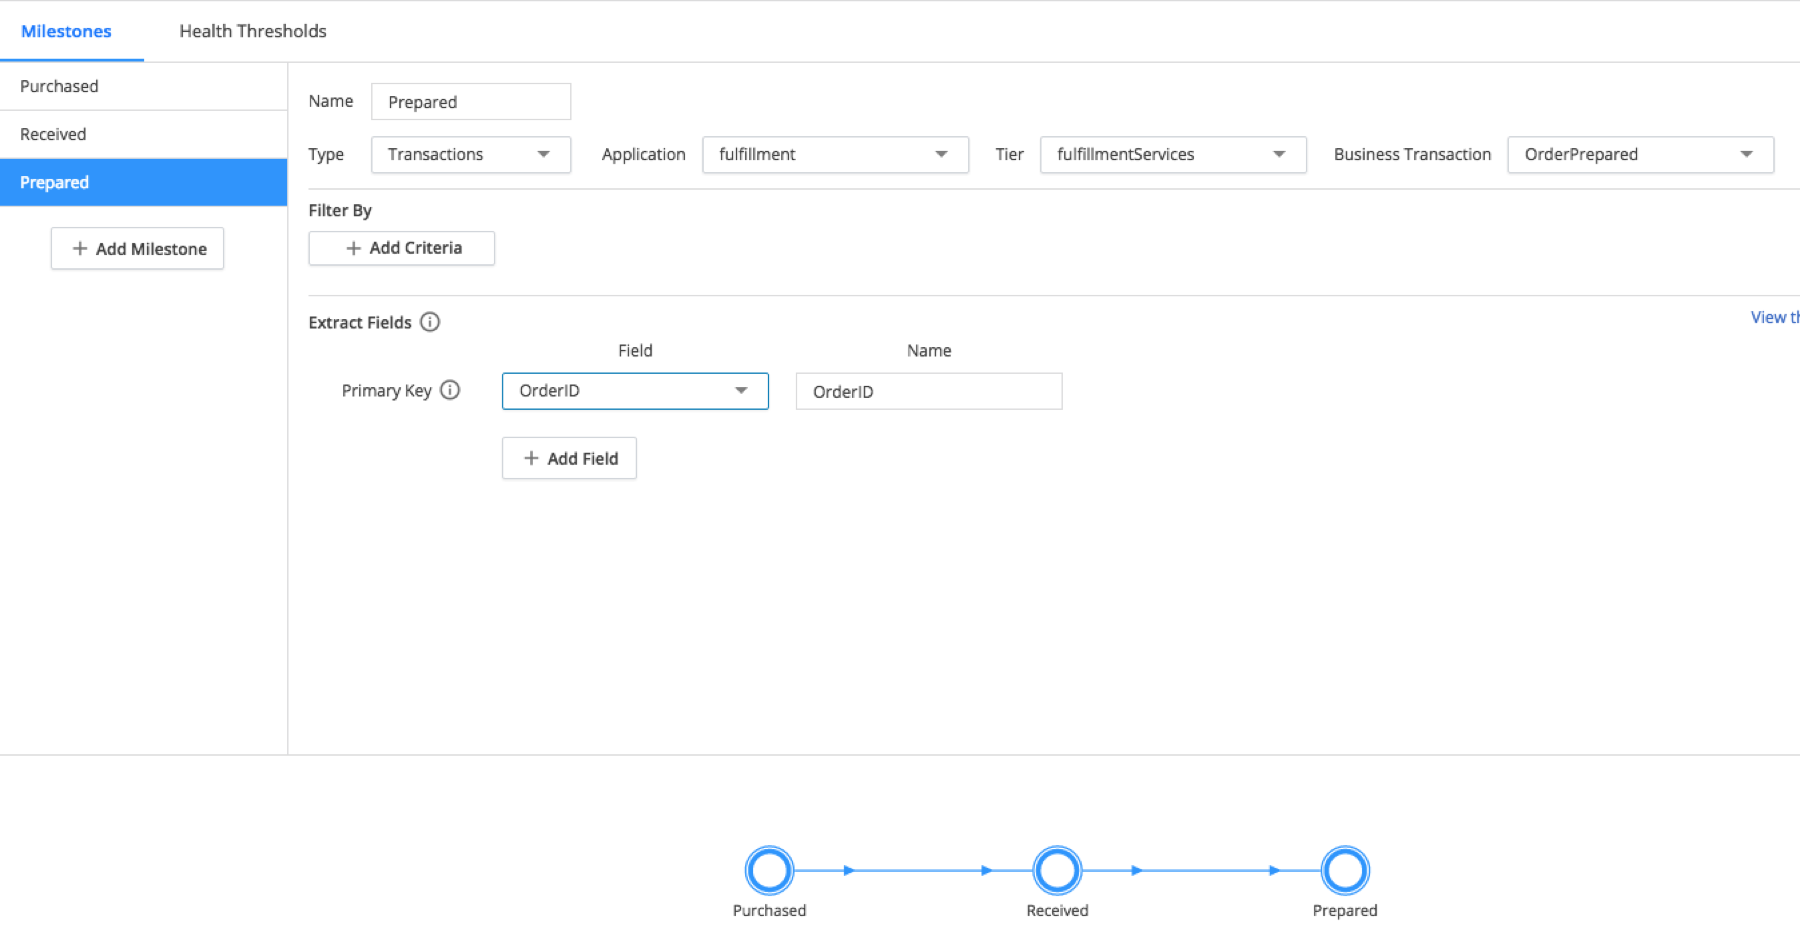 Milestones Health Thresholds
Purchased
Received
Prepared
+ Add Milestone
Name Prepared
Type Transactions Application fulfillment Tier fulfillmentServices Business Transaction OrderPrepared
Filter By
+ Add Criteria
Extract Fields
View th
Field Name
Primary Key OrderID OrderID
+ Add Field
Purchased Received Prepared